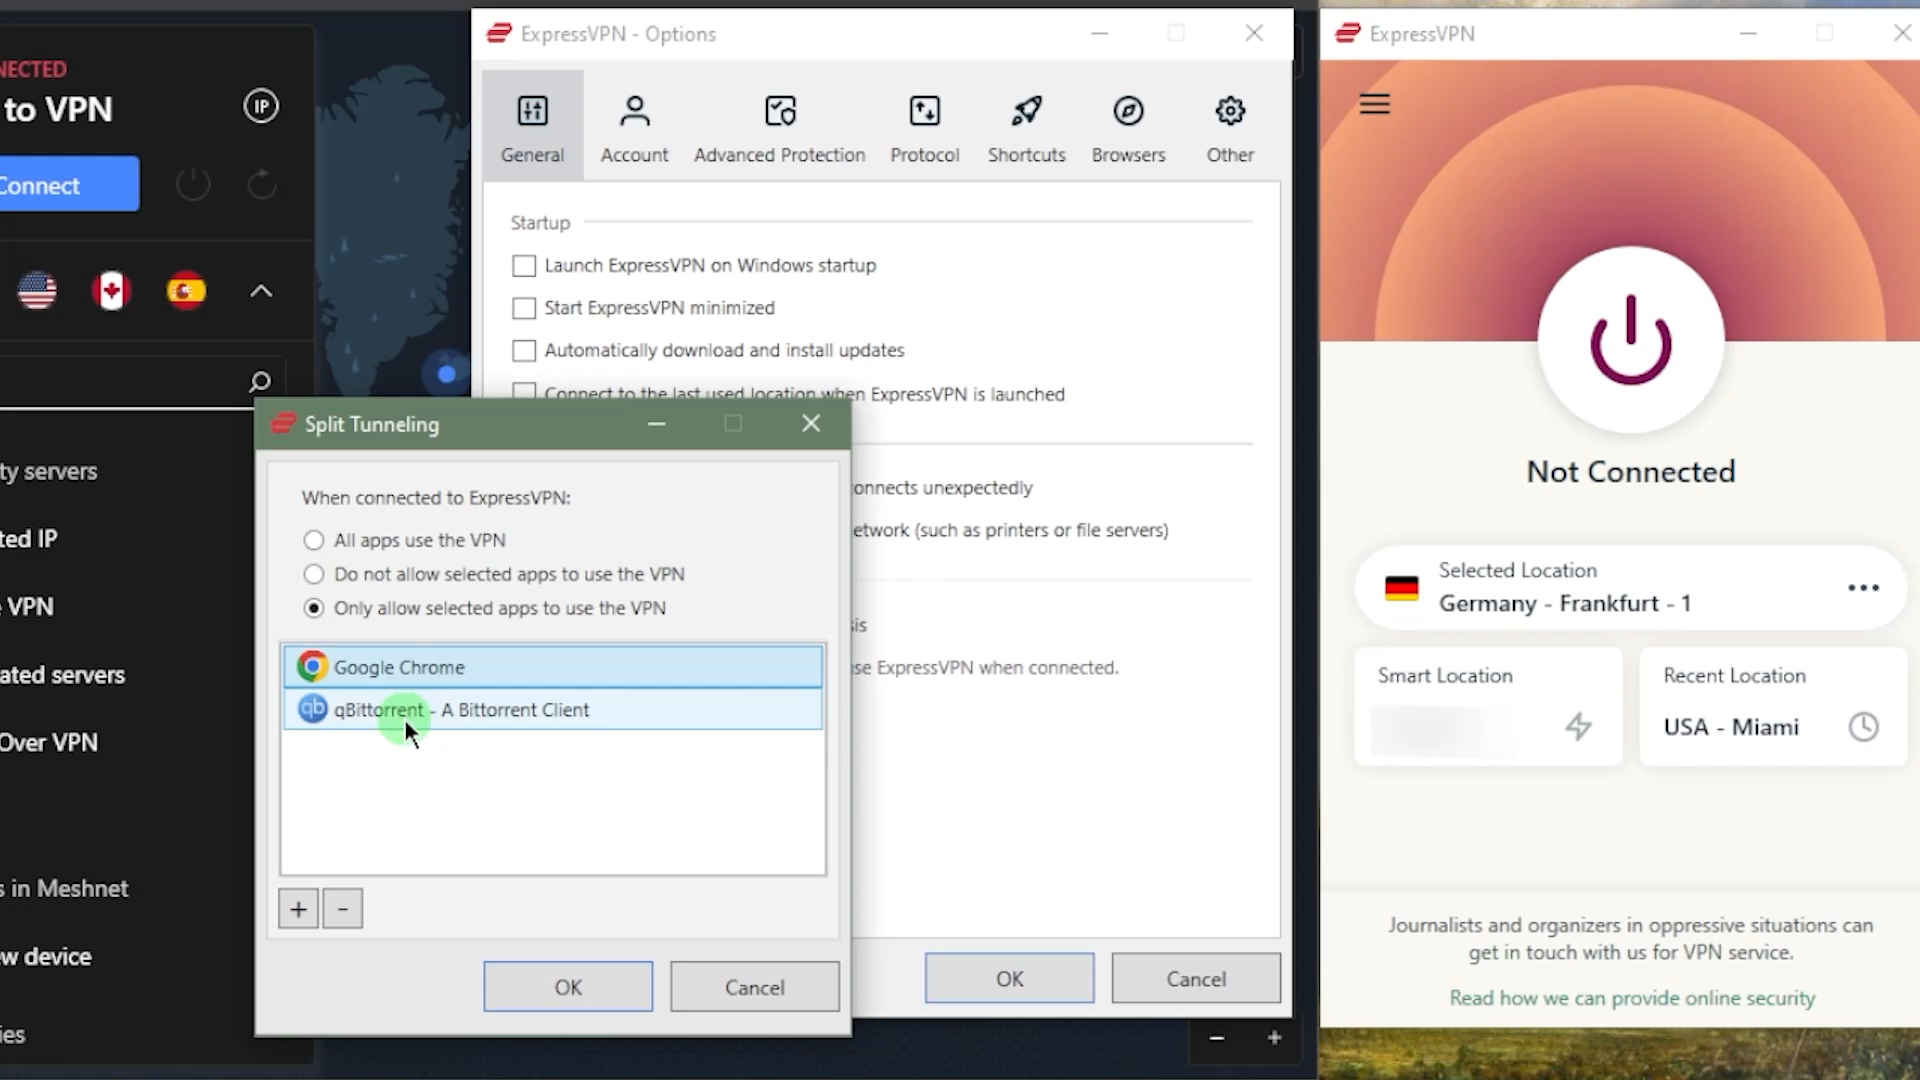 NECTED
to VPN
IP
Connect
ty servers
ted IP
VPN
ated servers
Over VPN
s in Meshnet
w device
ies
ExpressVPN - Options
General
Account
Advanced Protection
Protocol
Shortcuts
Browsers
Other
Startup
Launch ExpressVPN on Windows startup
Start ExpressVPN minimized
Automatically download and install updates
Connect to the last used location when ExpressVPN is launched
onnects unexpectedly
etwork (such as printers or file servers)
sis
use ExpressVPN when connected.
OK
Cancel
Split Tunneling
When connected to ExpressVPN:
All apps use the VPN
Do not allow selected apps to use the VPN
Only allow selected apps to use the VPN
Google Chrome
qb qBittorrent - A Bittorrent Client
+ -
OK
Cancel
ExpressVPN
Not Connected
Selected Location
Germany - Frankfurt - 1
Smart Location
Recent Location
USA - Miami
Journalists and organizers in oppressive situations can
get in touch with us for VPN service.
Read how we can provide online security
- +